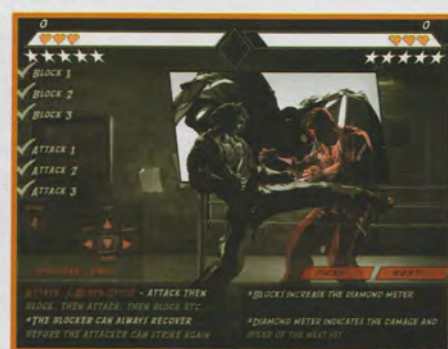 0
0
BLOCK 1
BLOCK 2
BLOCK 3
ATTACK 1
ATTACK 2
ATTACK 3
4
NEXT
ATTACK THEN
BLOCK, THEN ATTACK, THEN BLOCK ETC
*THE BLOCKER CAN ALWAYS RECOVER
BEFORE THE ATTACKER CAN STRIKE AGAIN
*BLOCKS INCREASE THE DIAMOND METER
*DIAMOND METER INDICATES THE DAMAGE AND
SPEED OF THE NEXT HIT